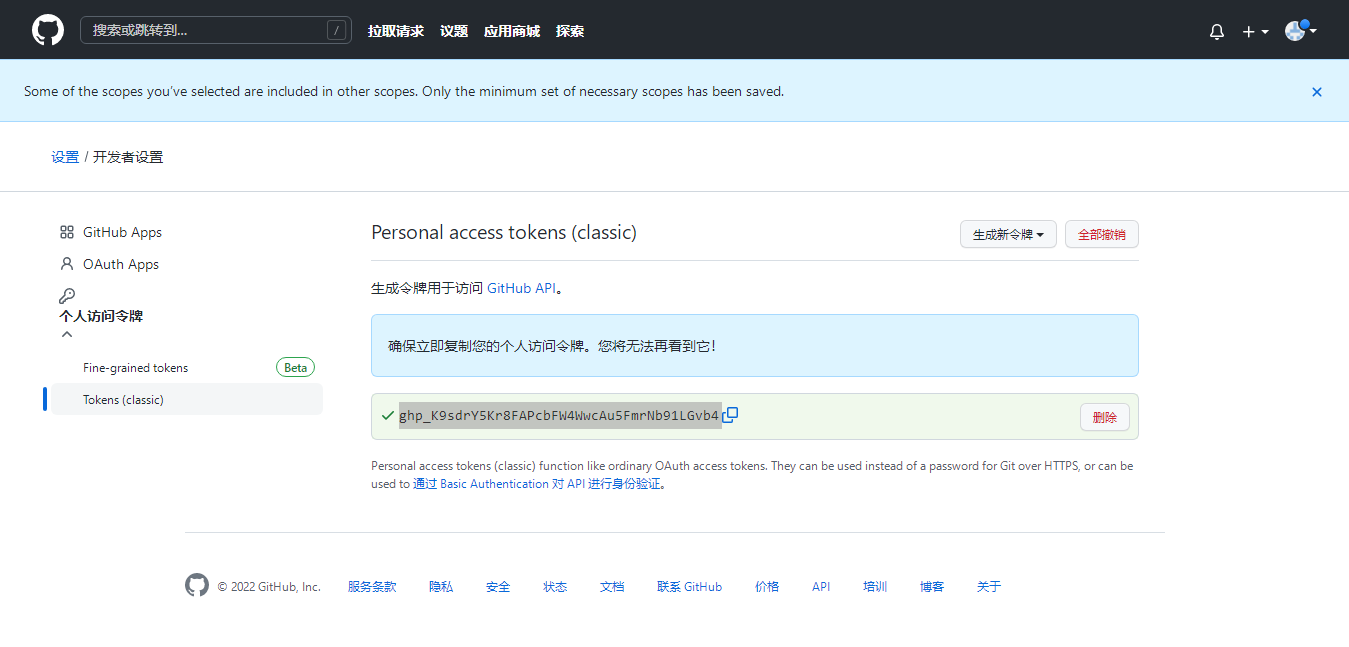 搜索或跳转到... /
拉取请求 议题 应用商城 探索
Some of the scopes you've selected are included in other scopes. Only the minimum set of necessary scopes has been saved.
设置 / 开发者设置
GitHub Apps
OAuth Apps
个人访问令牌
Fine-grained tokens Beta
Tokens (classic)
Personal access tokens (classic) 生成新令牌 全部撤销
生成令牌用于访问 GitHub API。
确保立即复制您的个人访问令牌。您将无法再看到它！
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 删除
Personal access tokens (classic) function like ordinary OAuth access tokens. They can be used instead of a password for Git over HTTPS, or can be
used to 通过 Basic Authentication 对 API 进行身份验证。
© 2022 GitHub, Inc. 服务条款 隐私 安全 状态 文档 联系 GitHub 价格 API 培训 博客 关于